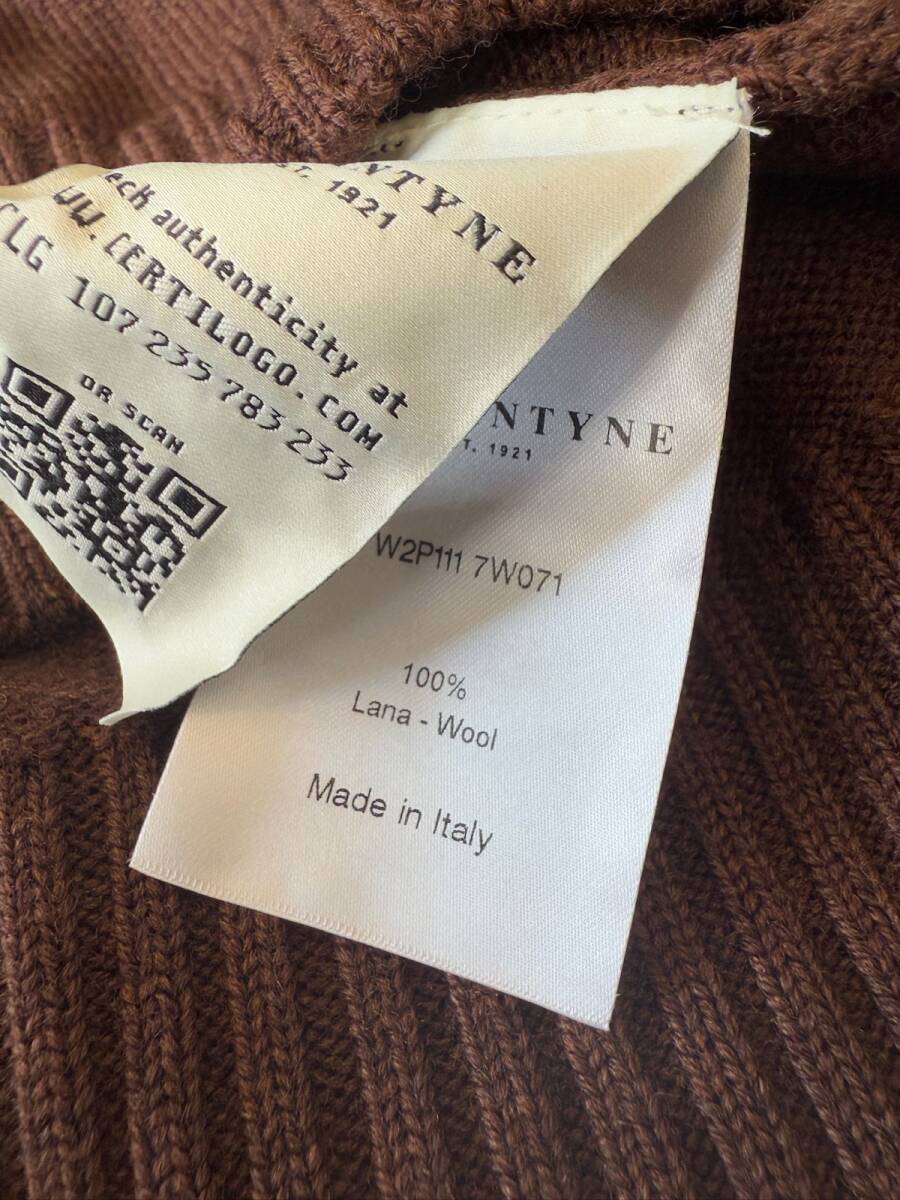 NTYNE
T. 1921
eck authenticity at
WW.CERTILOGO.COM
CLG 107 235 783 233
OR SCAN
NTYNE
T. 1921
W2P111 7W071
100%
Lana - Wool
Made in Italy